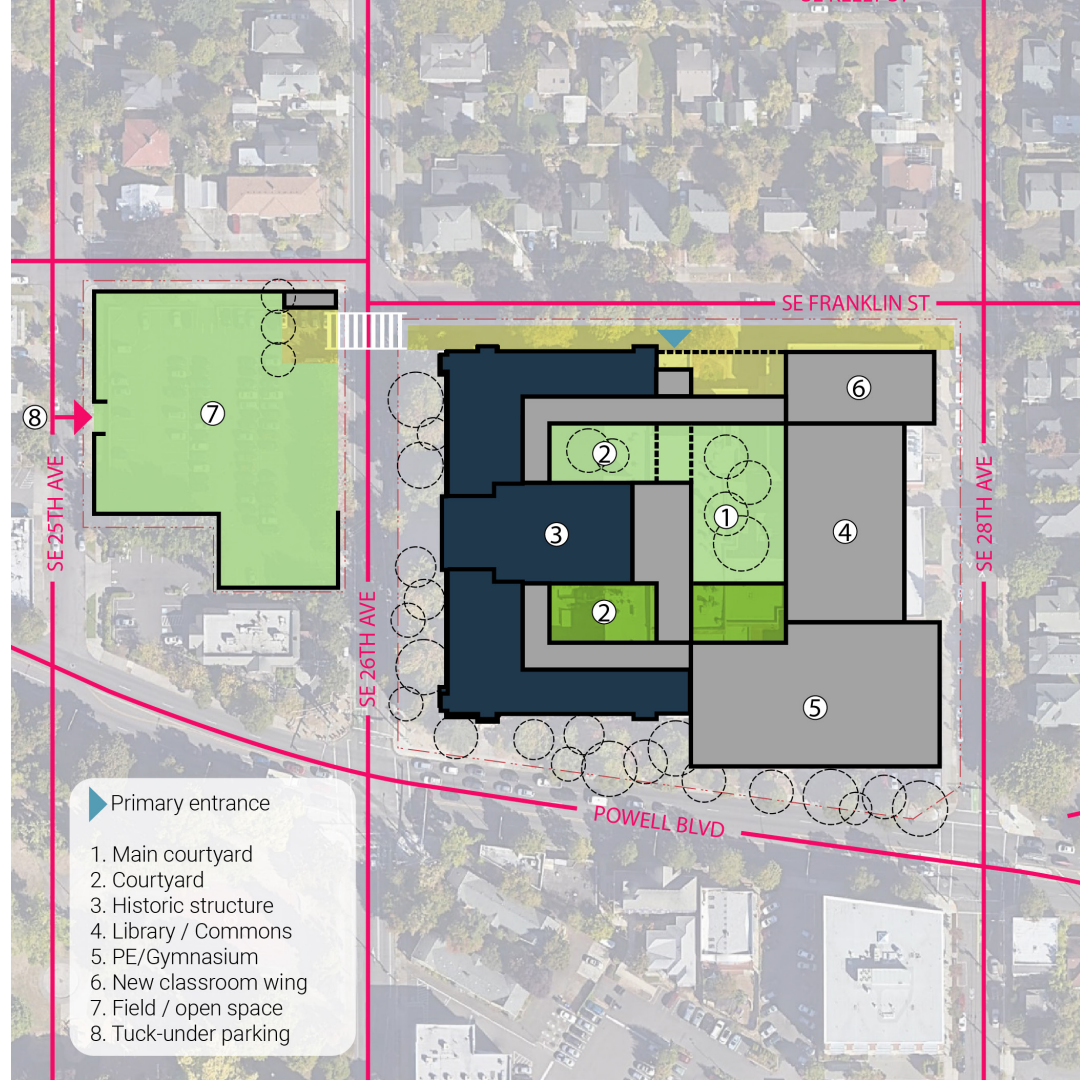 SE FRANKLIN ST
6
8
7
2
SE 25TH AVE
SE 28TH AVE
1
3
4
2
SE 26TH AVE
5
POWELL BLVD
Primary entrance
1. Main courtyard
2. Courtyard
3. Historic structure
4. Library / Commons
5. PE/Gymnasium
6. New classroom wing
7. Field / open space
8. Tuck-under parking